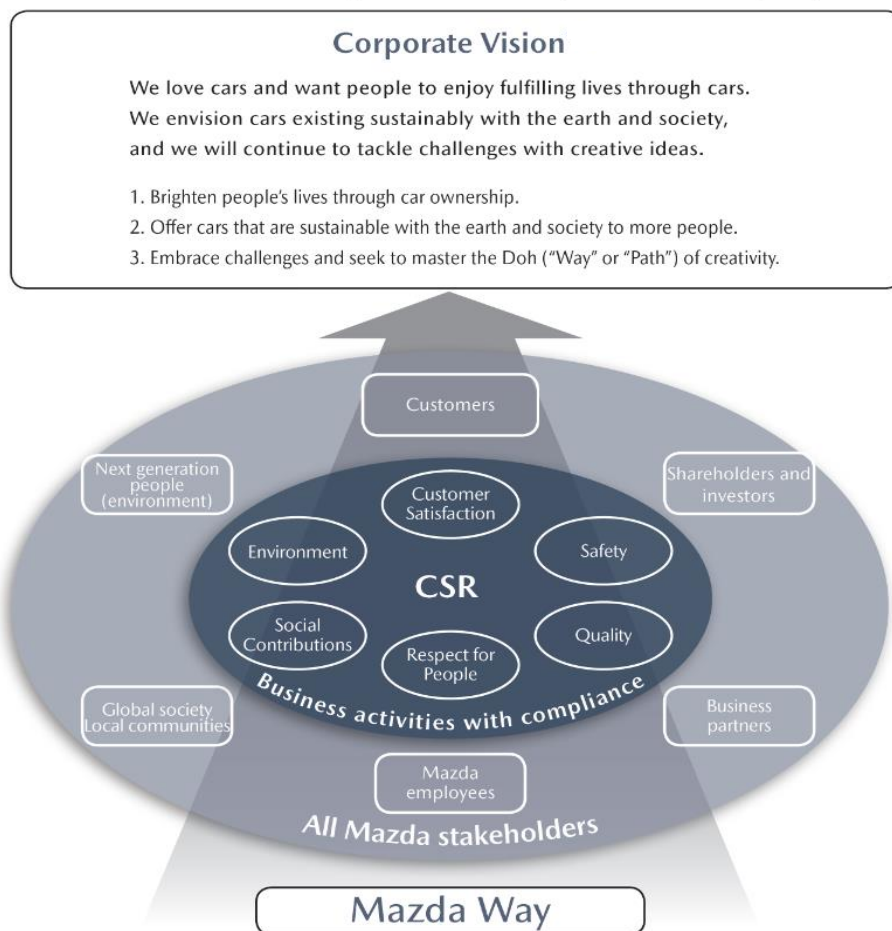 Corporate Vision
We love cars and want people to enjoy fulfilling lives through cars.
We envision cars existing sustainably with the earth and society,
and we will continue to tackle challenges with creative ideas.
1. Brighten people’s lives through car ownership.
2. Offer cars that are sustainable with the earth and society to more people.
3. Embrace challenges and seek to master the Doh (“Way” or “Path”) of creativity.
Customers
Next generation
people
(environment)
Shareholders and
investors
Customer
Satisfaction
Environment
Safety
CSR
Social
Contributions
Quality
Respect for
People
Business activities with compliance
Global society
Local communities
Business
partners
Mazda
employees
All Mazda stakeholders
Mazda Way